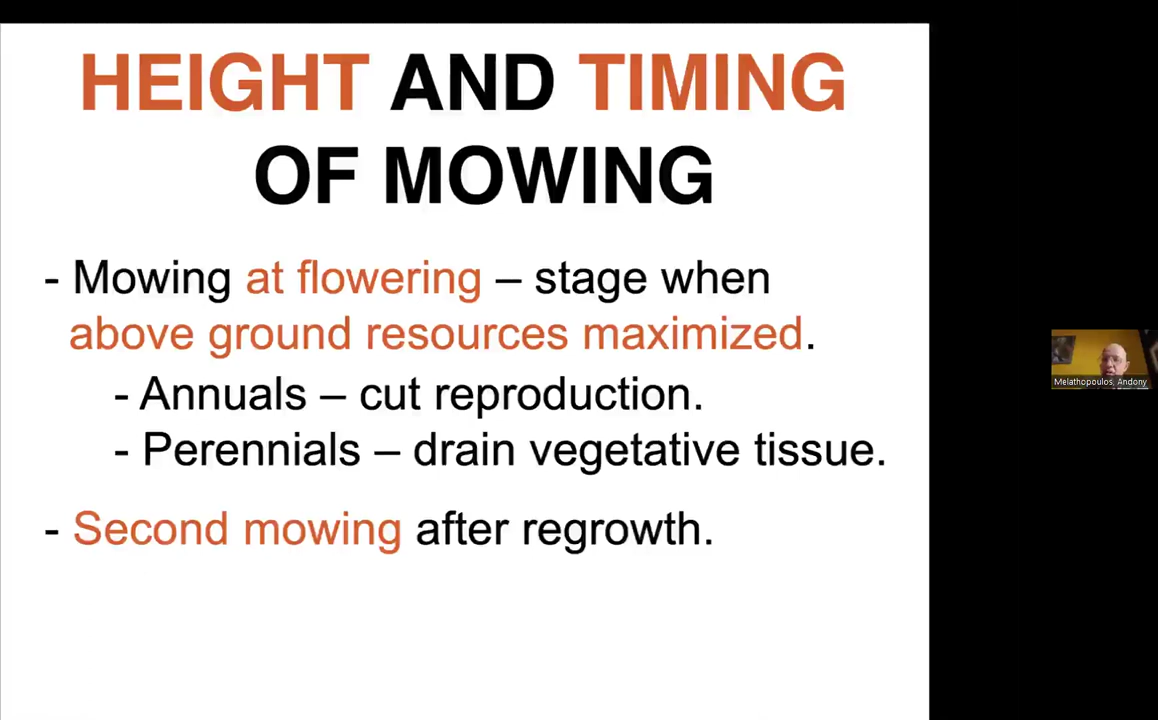 HEIGHT AND TIMING
OF MOWING
- Mowing at flowering – stage when
above ground resources maximized.
- Annuals – cut reproduction.
- Perennials – drain vegetative tissue.
- Second mowing after regrowth.
Melathopoulos, Andony